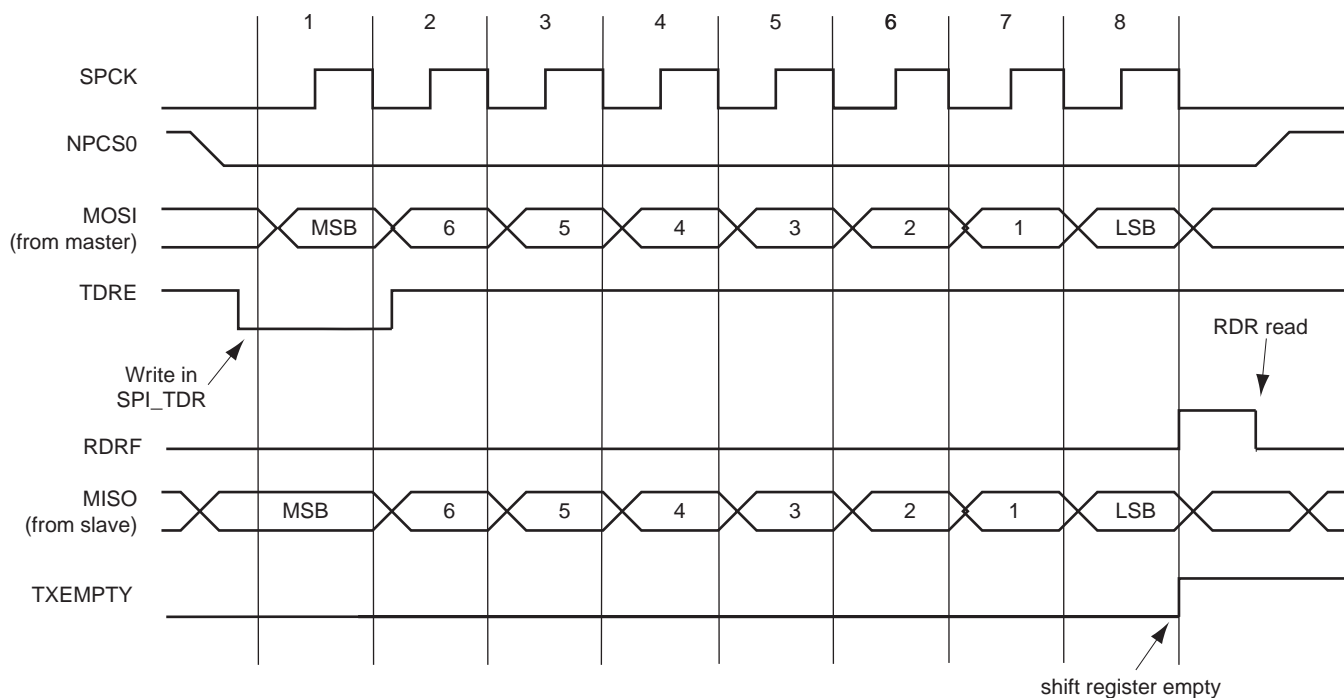 1 2 3 4 5 6 7 8
SPCK
NPCS0
MOSI
(from master)
MSB 6 5 4 3 2 1 LSB
TDRE
RDR read
Write in
SPI_TDR
RDRF
MISO
(from slave)
MSB 6 5 4 3 2 1 LSB
TXEMPTY
shift register empty